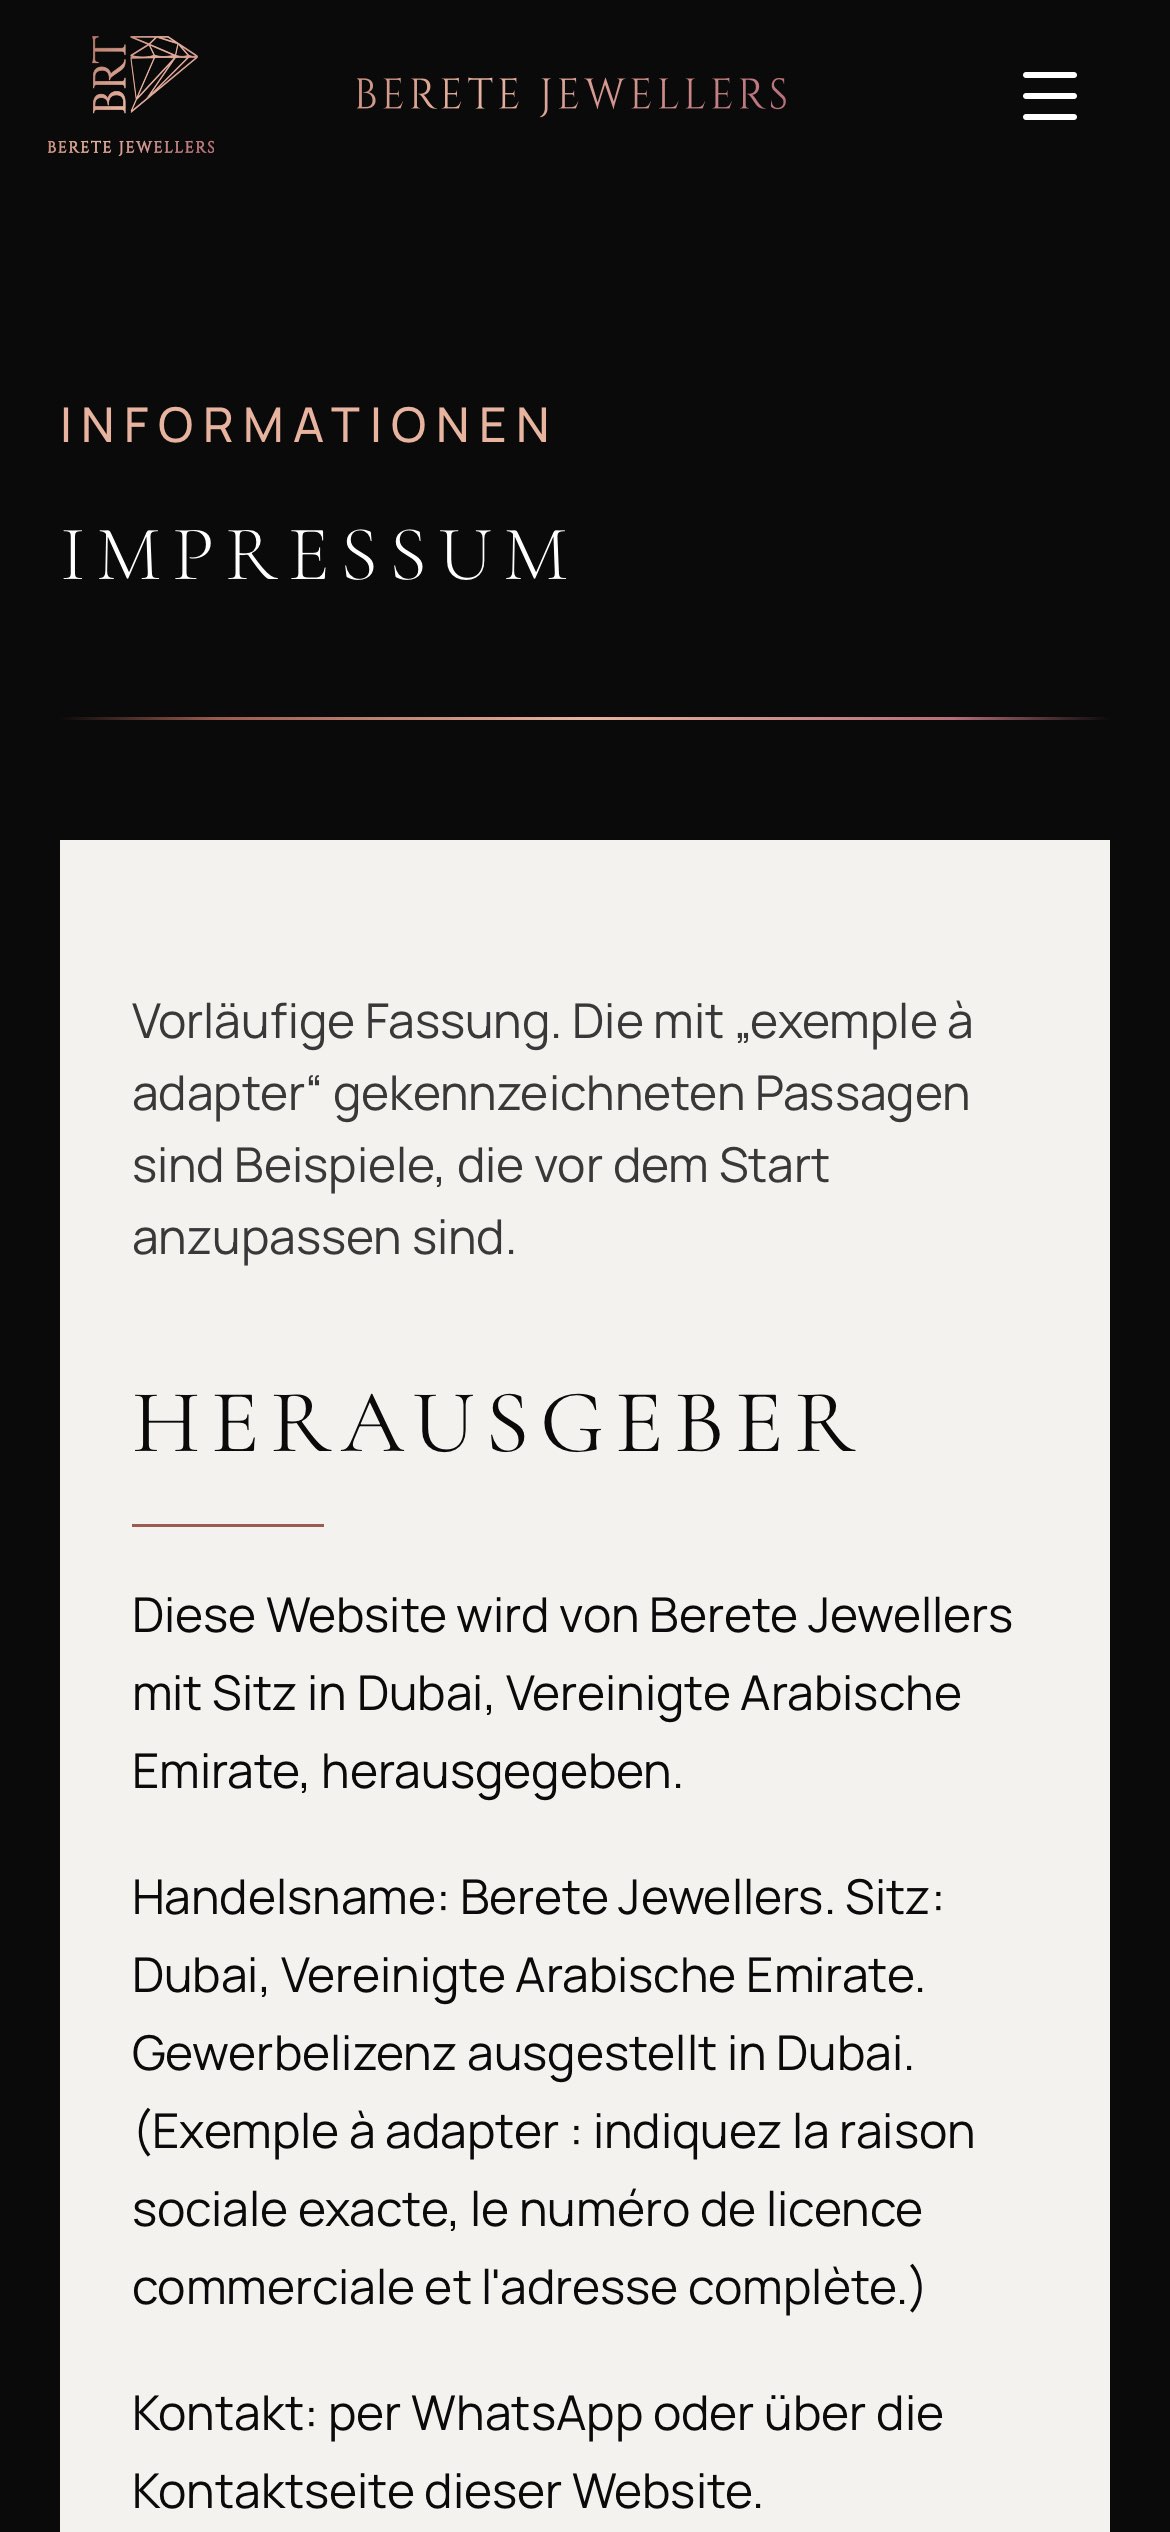 BRT
BERETE JEWELLERS
BERETE JEWELLERS
INFORMATIONEN
IMPRESSUM
Vorläufige Fassung. Die mit „exemple à
adapter“ gekennzeichneten Passagen
sind Beispiele, die vor dem Start
anzupassen sind.
HERAUSGEBER
Diese Website wird von Berete Jewellers
mit Sitz in Dubai, Vereinigte Arabische
Emirate, herausgegeben.
Handelsname: Berete Jewellers. Sitz:
Dubai, Vereinigte Arabische Emirate.
Gewerbelizenz ausgestellt in Dubai.
(Exemple à adapter : indiquez la raison
sociale exacte, le numéro de licence
commerciale et l'adresse complète.)
Kontakt: per WhatsApp oder über die
Kontaktseite dieser Website.